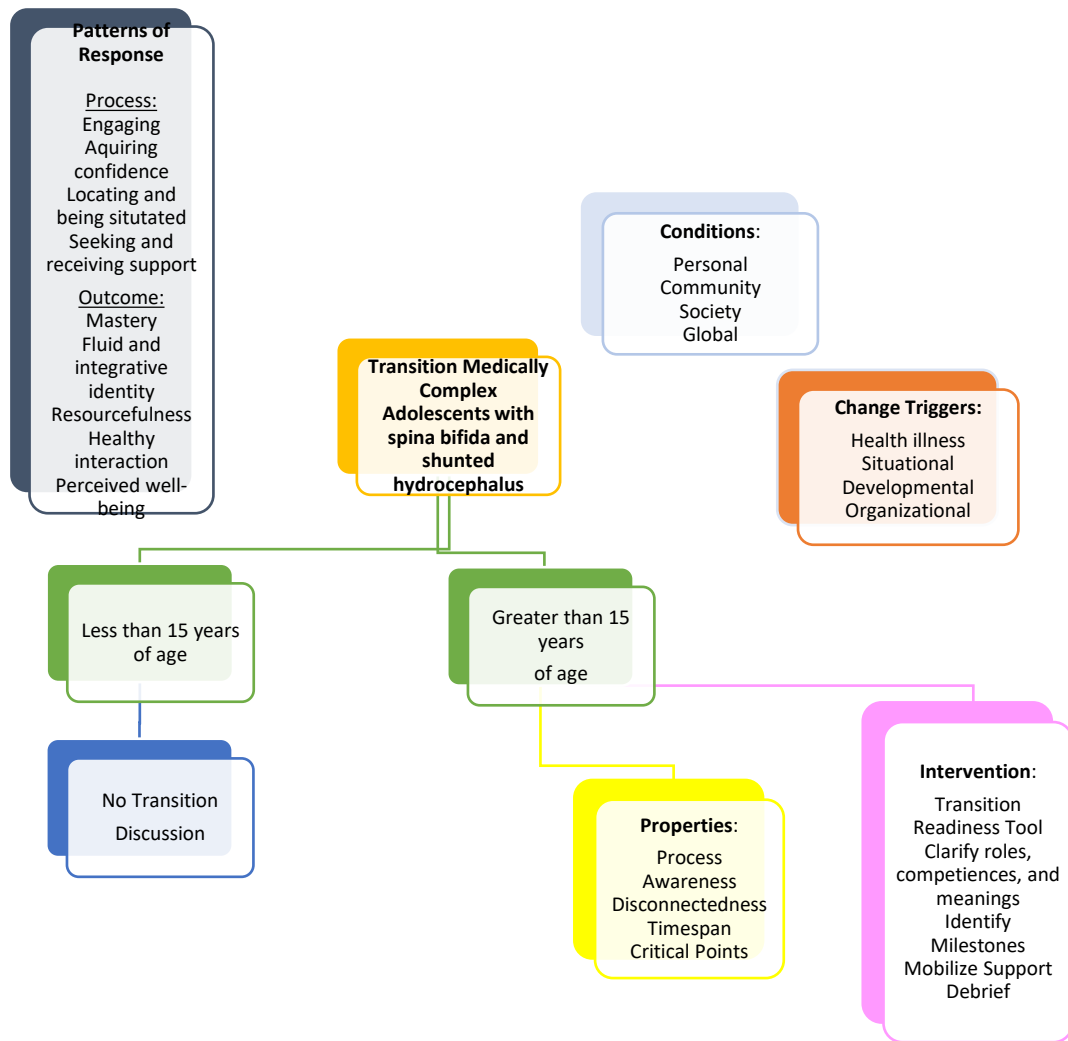 Patterns of
Response
Process:
Engaging
Aquiring
confidence
Locating and
being situtated
Seeking and
receiving support
Outcome:
Mastery
Fluid and
integrative
identity
Resourcefulness
Healthy
interaction
Perceived well-
being
Conditions:
Personal
Community
Society
Global
Transition Medically
Complex
Adolescents with
spina bifida and
shunted
hydrocephalus
Change Triggers:
Health illness
Situational
Developmental
Organizational
Less than 15 years
of age
Greater than 15
years
of age
No Transition
Discussion
Properties:
Process
Awareness
Disconnectedness
Timespan
Critical Points
Intervention:
Transition
Readiness Tool
Clarify roles,
competiences, and
meanings
Identify
Milestones
Mobilize Support
Debrief